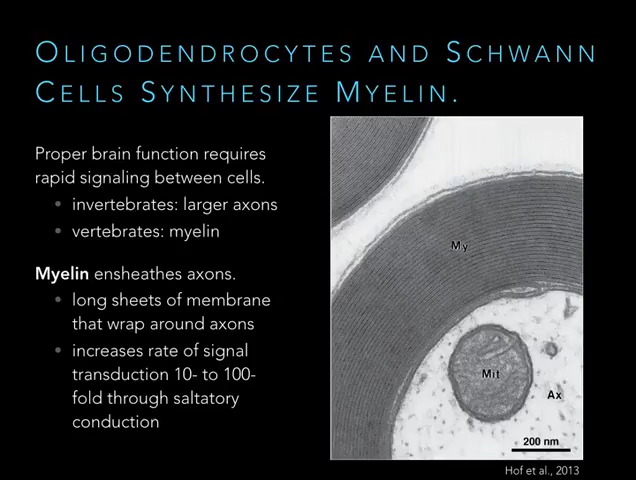 OLIGODENDROCYTES AND SCHWANN
CELLS SYNTHESIZE MYELIN.
Proper brain function requires
rapid signaling between cells.
• invertebrates: larger axons
• vertebrates: myelin
Myelin ensheathes axons.
• long sheets of membrane
that wrap around axons
• increases rate of signal
transduction 10- to 100-
fold through saltatory
conduction
My
Mit
Ax
200 nm
Hof et al., 2013